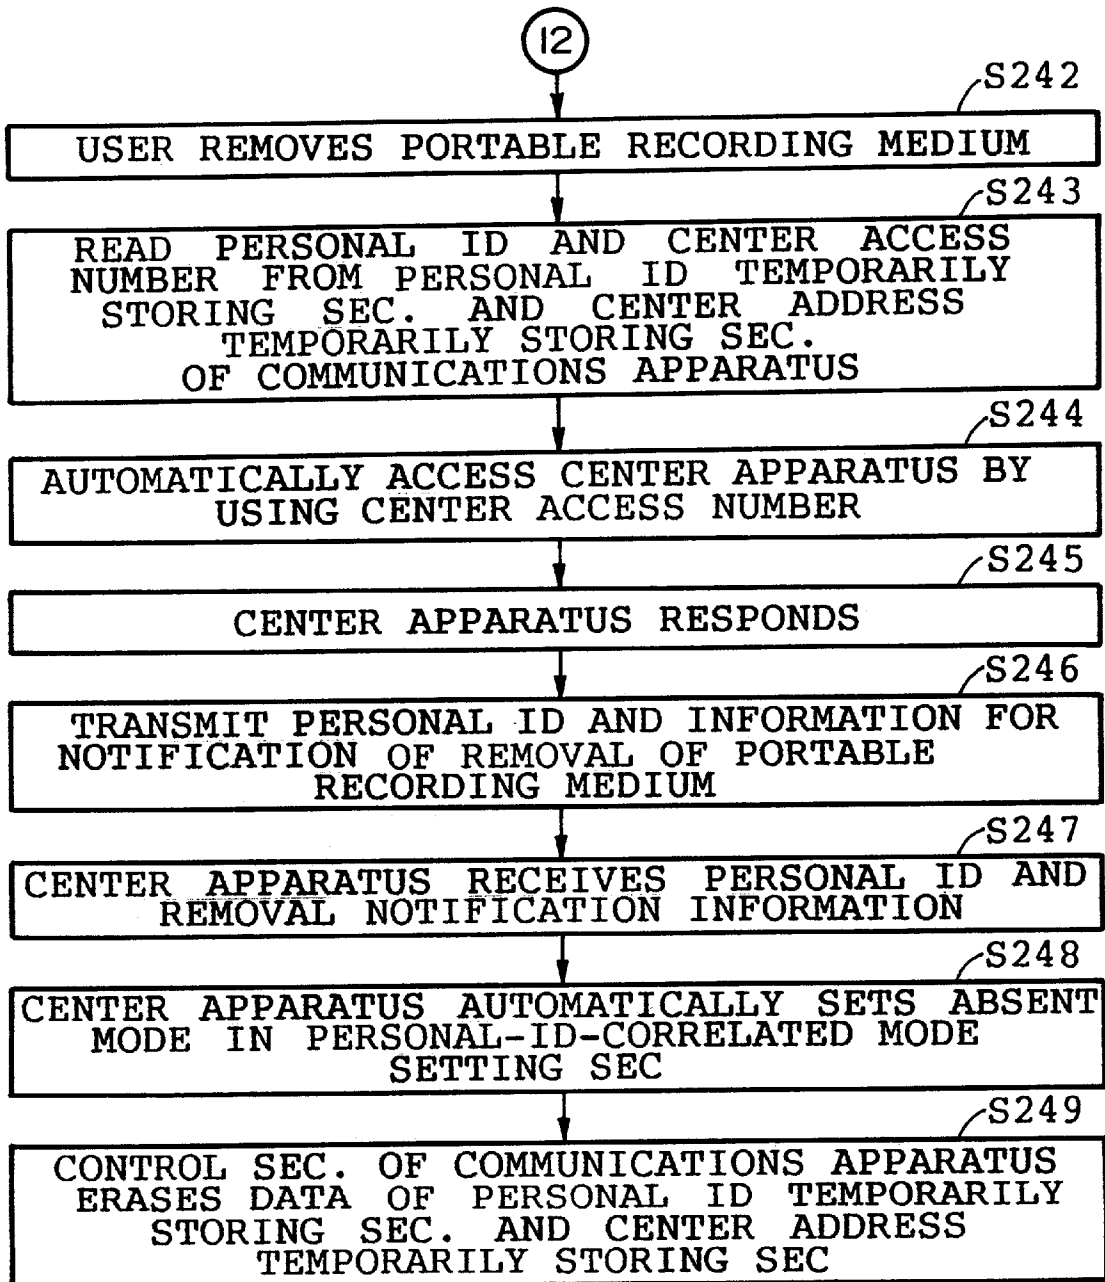 12
S242
USER REMOVES PORTABLE RECORDING MEDIUM
S243
READ PERSONAL ID AND CENTER ACCESS
NUMBER FROM PERSONAL ID TEMPORARILY
STORING SEC. AND CENTER ADDRESS
TEMPORARILY STORING SEC.
OF COMMUNICATIONS APPARATUS
S244
AUTOMATICALLY ACCESS CENTER APPARATUS BY
USING CENTER ACCESS NUMBER
S245
CENTER APPARATUS RESPONDS
S246
TRANSMIT PERSONAL ID AND INFORMATION FOR
NOTIFICATION OF REMOVAL OF PORTABLE
RECORDING MEDIUM
S247
CENTER APPARATUS RECEIVES PERSONAL ID AND
REMOVAL NOTIFICATION INFORMATION
S248
CENTER APPARATUS AUTOMATICALLY SETS ABSENT
MODE IN PERSONAL-ID-CORRELATED MODE
SETTING SEC
S249
CONTROL SEC. OF COMMUNICATIONS APPARATUS
ERASES DATA OF PERSONAL ID TEMPORARILY
STORING SEC. AND CENTER ADDRESS
TEMPORARILY STORING SEC